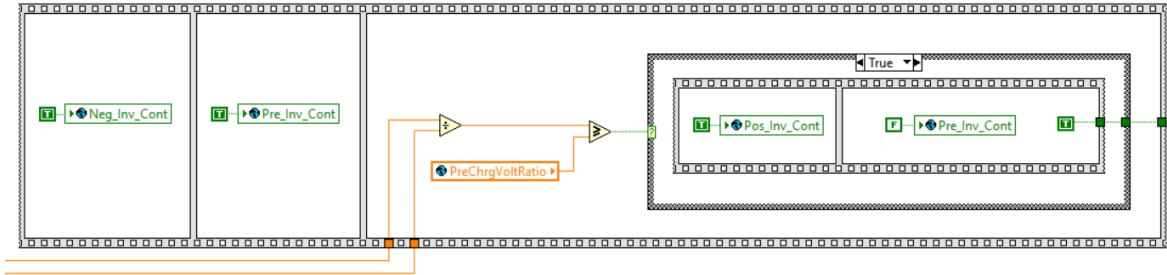 True
T Neg_Inv_Cont
T Pre_Inv_Cont
÷
≥
?
T Pos_Inv_Cont
F Pre_Inv_Cont
T
PreChrgVoltRatio